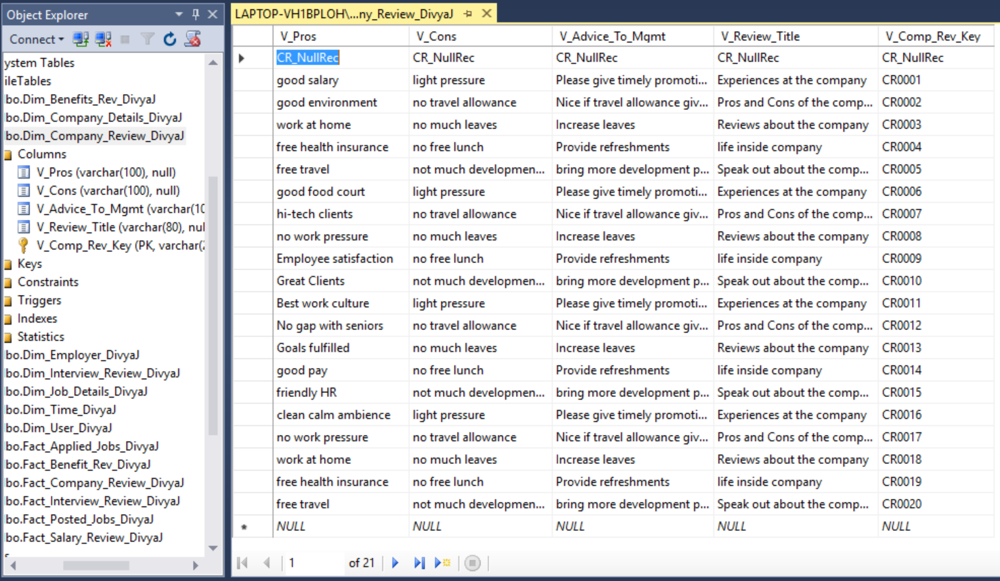 Object Explorer
Connect
ystem Tables
ileTables
bo.Dim_Benefits_Rev_DivyaJ
bo.Dim_Company_Details_DivyaJ
bo.Dim_Company_Review_DivyaJ
Columns
V_Pros (varchar(100), null)
V_Cons (varchar(100), null)
V_Advice_To_Mgmt (varchar(10
V_Review_Title (varchar(80), nul
V_Comp_Rev_Key (PK, varchar(2
Keys
Constraints
Triggers
Indexes
Statistics
bo.Dim_Employer_DivyaJ
bo.Dim_Interview_Review_DivyaJ
bo.Dim_Job_Details_DivyaJ
bo.Dim_Time_DivyaJ
bo.Dim_User_DivyaJ
bo.Fact_Applied_Jobs_DivyaJ
bo.Fact_Benefit_Rev_DivyaJ
bo.Fact_Company_Review_DivyaJ
bo.Fact_Interview_Review_DivyaJ
bo.Fact_Posted_Jobs_DivyaJ
bo.Fact_Salary_Review_DivyaJ
LAPTOP-VH1BPLOH\...ny_Review_DivyaJ
V_Pros V_Cons V_Advice_To_Mgmt V_Review_Title V_Comp_Rev_Key
CR_NullRec CR_NullRec CR_NullRec CR_NullRec CR_NullRec
good salary light pressure Please give timely promoti... Experiences at the company CR0001
good environment no travel allowance Nice if travel allowance giv... Pros and Cons of the comp... CR0002
work at home no much leaves Increase leaves Reviews about the company CR0003
free health insurance no free lunch Provide refreshments life inside company CR0004
free travel not much developmen... bring more development p... Speak out about the comp... CR0005
good food court light pressure Please give timely promoti... Experiences at the company CR0006
hi-tech clients no travel allowance Nice if travel allowance giv... Pros and Cons of the comp... CR0007
no work pressure no much leaves Increase leaves Reviews about the company CR0008
Employee satisfaction no free lunch Provide refreshments life inside company CR0009
Great Clients not much developmen... bring more development p... Speak out about the comp... CR0010
Best work culture light pressure Please give timely promoti... Experiences at the company CR0011
No gap with seniors no travel allowance Nice if travel allowance giv... Pros and Cons of the comp... CR0012
Goals fulfilled no much leaves Increase leaves Reviews about the company CR0013
good pay no free lunch Provide refreshments life inside company CR0014
friendly HR not much developmen... bring more development p... Speak out about the comp... CR0015
clean calm ambience light pressure Please give timely promoti... Experiences at the company CR0016
no work pressure no travel allowance Nice if travel allowance giv... Pros and Cons of the comp... CR0017
work at home no much leaves Increase leaves Reviews about the company CR0018
free health insurance no free lunch Provide refreshments life inside company CR0019
free travel not much developmen... bring more development p... Speak out about the comp... CR0020
NULL NULL NULL NULL NULL
1 of 21